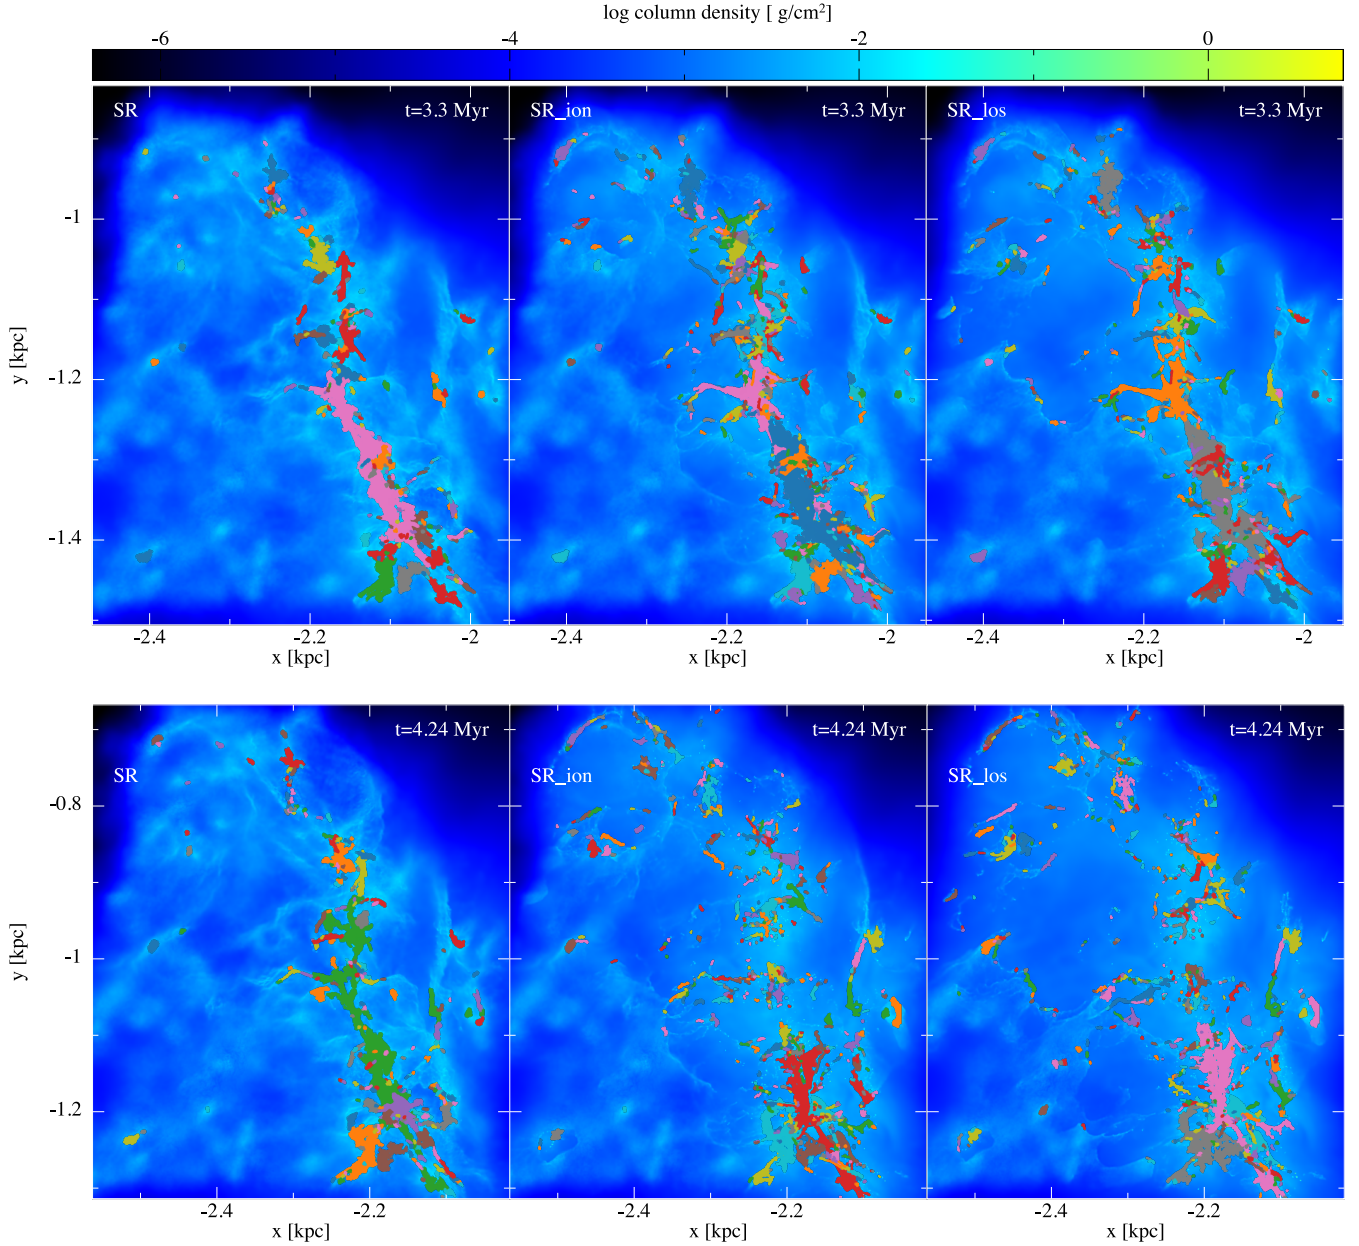 log column density [ g/cm²]
-6 -4 -2 0
SR t=3.3 Myr SR_ion t=3.3 Myr SR_los t=3.3 Myr
-1
-1.2
-1.4
y [kpc]
-2.4 -2.2 -2 -2.4 -2.2 -2 -2.4 -2.2 -2
x [kpc] x [kpc] x [kpc]
t=4.24 Myr t=4.24 Myr t=4.24 Myr
SR SR_ion SR_los
-0.8
-1
-1.2
y [kpc]
-2.4 -2.2 -2.4 -2.2 -2.4 -2.2
x [kpc] x [kpc] x [kpc]